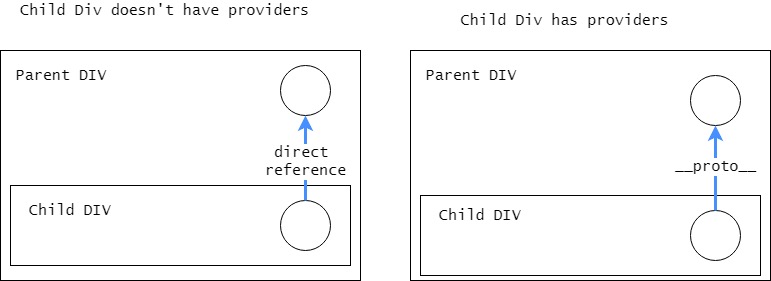 Child Div doesn't have providers
Parent DIV
direct
reference
Child DIV
Child Div has providers
Parent DIV
__proto__
Child DIV